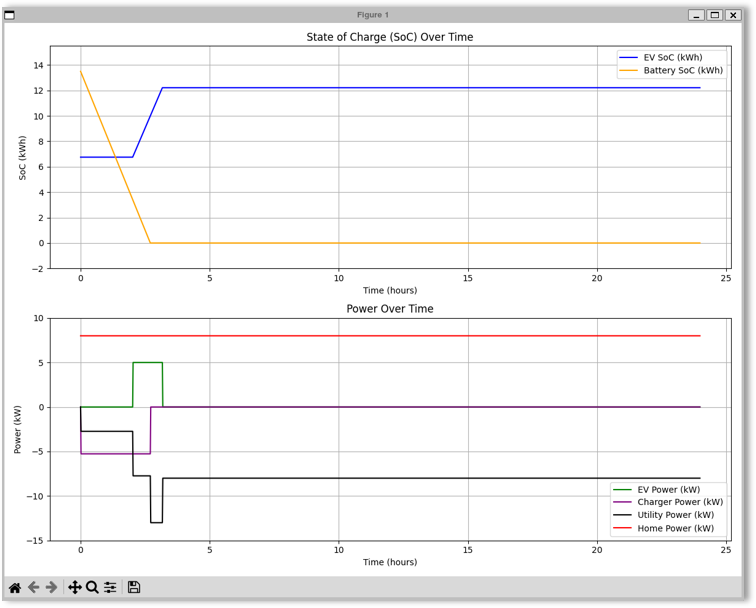 Figure 1
State of Charge (SoC) Over Time
14
12
10
8
6
4
2
0
−2
SoC (kWh)
EV SoC (kWh)
Battery SoC (kWh)
0 5 10 15 20 25
Time (hours)
Power Over Time
10
5
0
−5
−10
−15
Power (kW)
EV Power (kW)
Charger Power (kW)
Utility Power (kW)
Home Power (kW)
0 5 10 15 20 25
Time (hours)